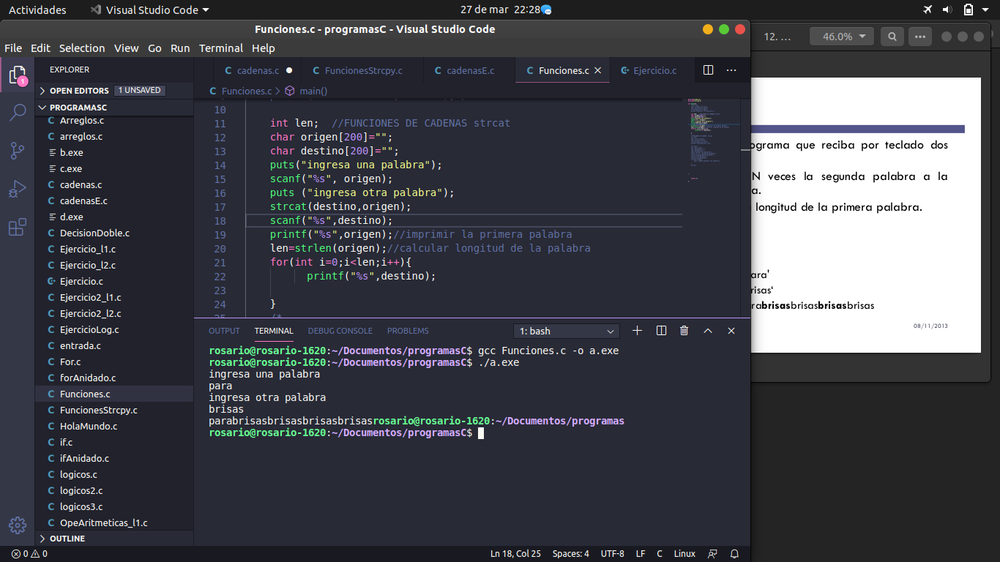 Actividades Visual Studio Code 27 de mar 22:28
Funciones.c - programasC - Visual Studio Code
File Edit Selection View Go Run Terminal Help
EXPLORER
OPEN EDITORS 1 UNSAVED
PROGRAMASC
Arreglos.c
arreglos.c
b.exe
c.exe
cadenas.c
cadenasE.c
d.exe
DecisionDoble.c
Ejercicio_l1.c
Ejercicio_l2.c
Ejercicio.c
Ejercicio2_l1.c
Ejercicio2_l2.c
EjercicioLog.c
entrada.c
For.c
forAnidado.c
Funciones.c
FuncionesStrcpy.c
HolaMundo.c
if.c
ifAnidado.c
logicos.c
logicos2.c
logicos3.c
OpeAritmeticas_l1.c
OUTLINE
1
cadenas.c FuncionesStrcpy.c cadenasE.c Funciones.c Ejercicio.c
Funciones.c > main()
10
11 int len; //FUNCIONES DE CADENAS strcat
12 char origen[200]="";
13 char destino[200]="";
14 puts("ingresa una palabra");
15 scanf("%s", origen);
16 puts ("ingresa otra palabra");
17 strcat(destino,origen);
18 scanf("%s",destino);
19 printf("%s",origen);//imprimir la primera palabra
20 len=strlen(origen);//calcular longitud de la palabra
21 for(int i=0;i<len;i++){
22 printf("%s",destino);
23
24 }
25 /*
OUTPUT TERMINAL DEBUG CONSOLE PROBLEMS 1: bash
rosario@rosario-1620:~/Documentos/programasC$ gcc Funciones.c -o a.exe
rosario@rosario-1620:~/Documentos/programasC$ ./a.exe
ingresa una palabra
para
ingresa otra palabra
brisas
parabrisasbrisasbrisasbrisasrosario@rosario-1620:~/Documentos/programas
rosario@rosario-1620:~/Documentos/programasC$
0 0 Ln 18, Col 25 Spaces: 4 UTF-8 LF C Linux
12. ... 46.0%
ograma que reciba por teclado dos
N veces la segunda palabra a la
a.
longitud de la primera palabra.
ara'
risas'
rabrisasbrisasbrisasbrisas
08/11/2013